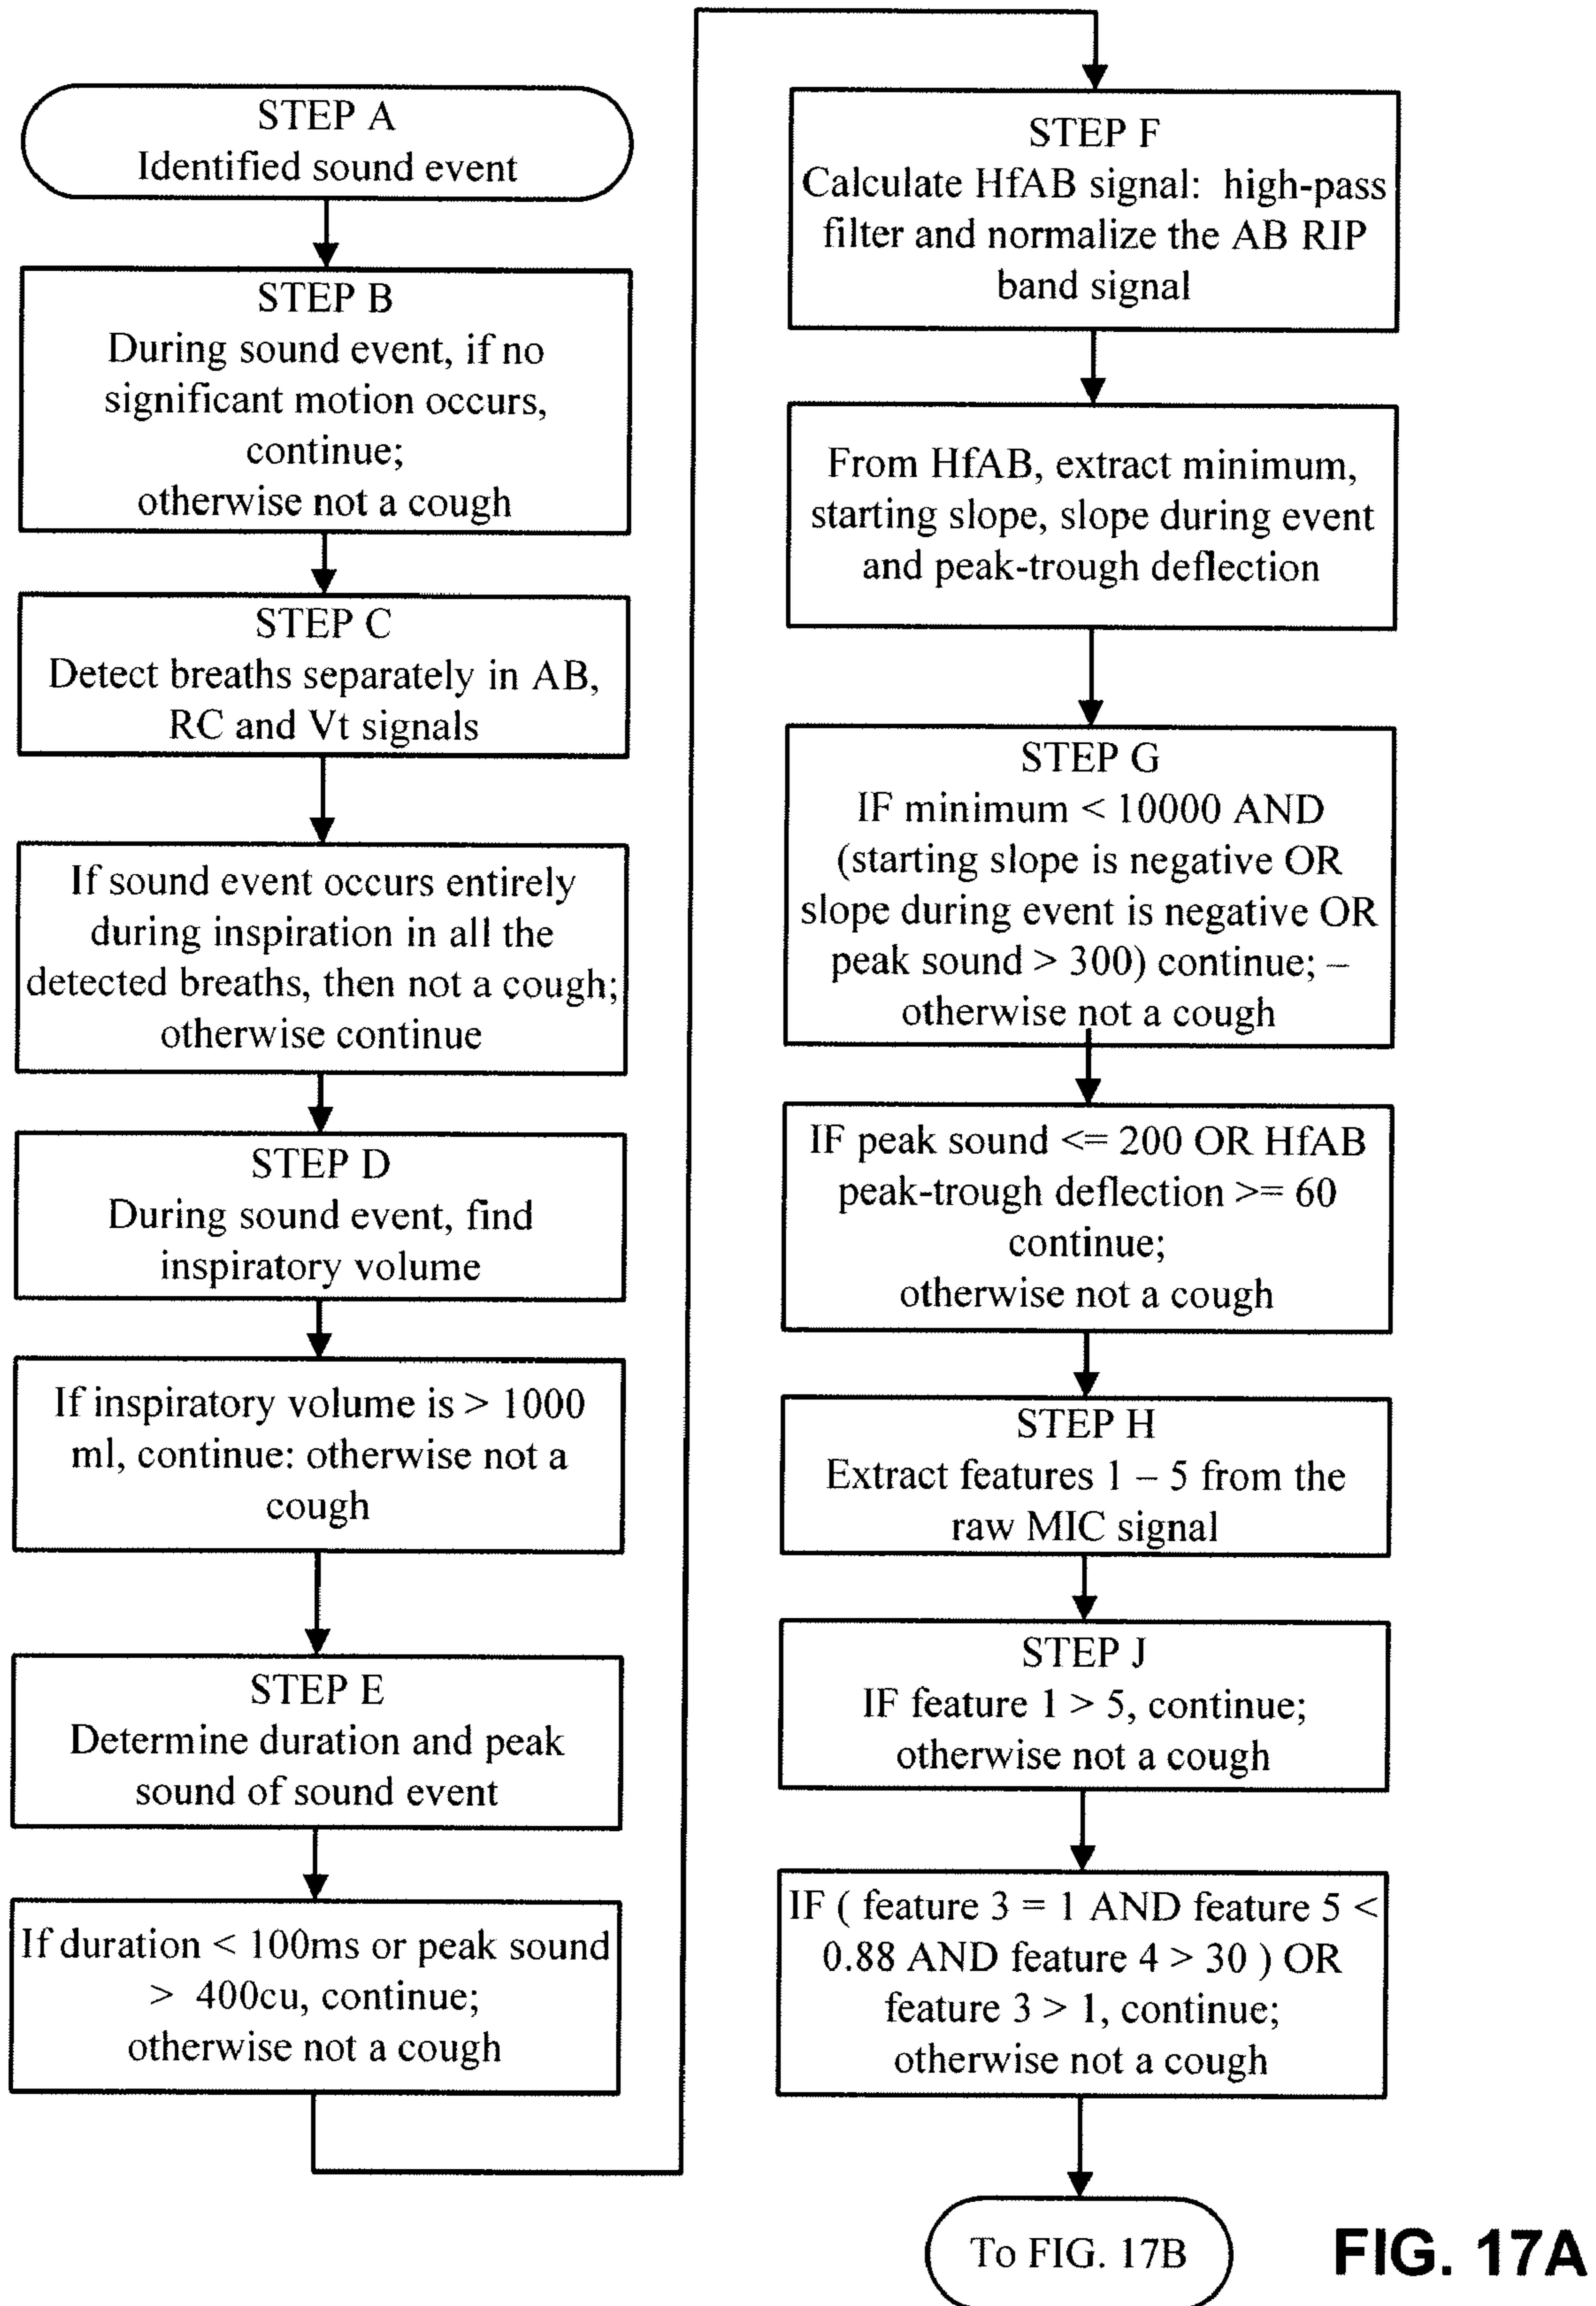 STEP A
Identified sound event
STEP B
During sound event, if no
significant motion occurs,
continue;
otherwise not a cough
STEP C
Detect breaths separately in AB,
RC and Vt signals
If sound event occurs entirely
during inspiration in all the
detected breaths, then not a cough;
otherwise continue
STEP D
During sound event, find
inspiratory volume
If inspiratory volume is > 1000
ml, continue: otherwise not a
cough
STEP E
Determine duration and peak
sound of sound event
If duration < 100ms or peak sound
> 400cu, continue;
otherwise not a cough
STEP F
Calculate HfAB signal: high-pass
filter and normalize the AB RIP
band signal
From HfAB, extract minimum,
starting slope, slope during event
and peak-trough deflection
STEP G
IF minimum < 10000 AND
(starting slope is negative OR
slope during event is negative OR
peak sound > 300) continue; –
otherwise not a cough
IF peak sound <= 200 OR HfAB
peak-trough deflection >= 60
continue;
otherwise not a cough
STEP H
Extract features 1 – 5 from the
raw MIC signal
STEP J
IF feature 1 > 5, continue;
otherwise not a cough
IF ( feature 3 = 1 AND feature 5 <
0.88 AND feature 4 > 30 ) OR
feature 3 > 1, continue;
otherwise not a cough
To FIG. 17B
FIG. 17A